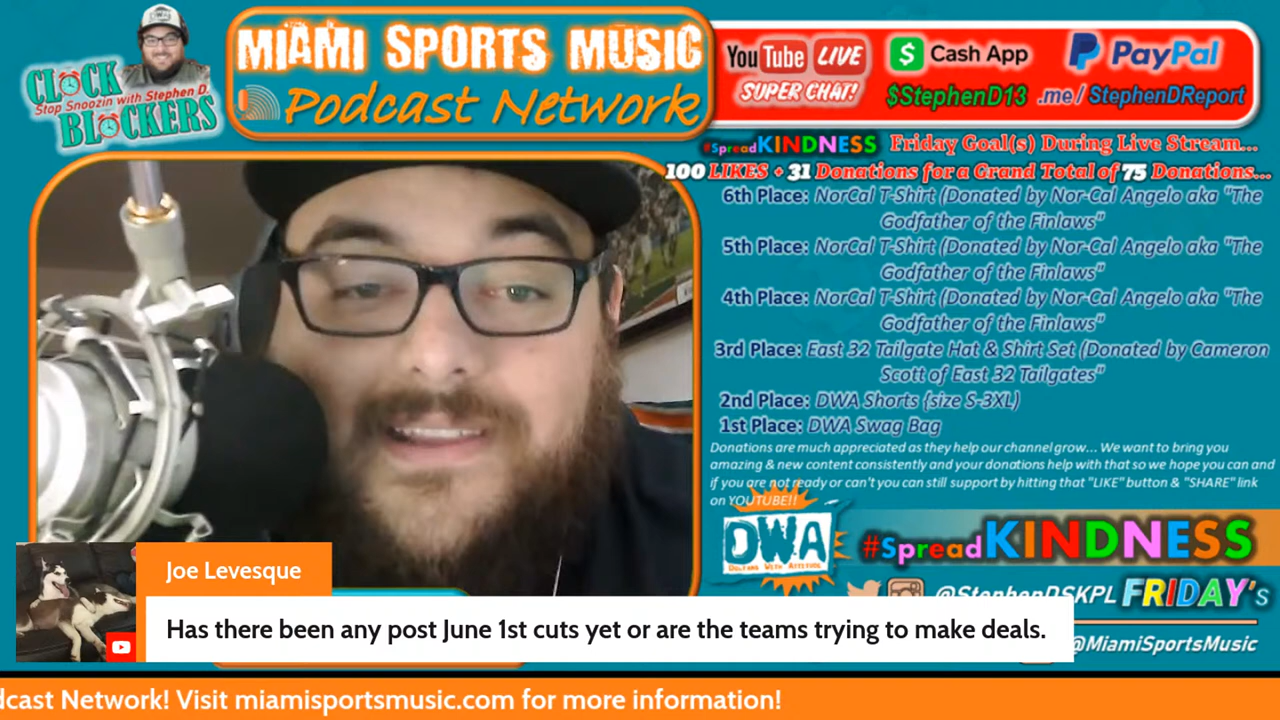 CLOCK
Stop Snoozin with Stephen D.
BLOCKERS
DWA
MIAMI SPORTS MUSIC
Podcast Network
YouTube LIVE
SUPER CHAT!
$ Cash App
$StephenD13
PayPal
.me/StephenDReport
#SpreadKINDNESS Friday Goal(s) During Live Stream...
100 LIKES + 31 Donations for a Grand Total of 75 Donations...
6th Place: NorCal T-Shirt (Donated by Nor-Cal Angelo aka "The
Godfather of the Finlaws"
5th Place: NorCal T-Shirt (Donated by Nor-Cal Angelo aka "The
Godfather of the Finlaws"
4th Place: NorCal T-Shirt (Donated by Nor-Cal Angelo aka "The
Godfather of the Finlaws"
3rd Place: East 32 Tailgate Hat & Shirt Set (Donated by Cameron
Scott of East 32 Tailgates"
2nd Place: DWA Shorts {size S-3XL)
1st Place: DWA Swag Bag
Donations are much appreciated as they help our channel grow... We want to bring you
amazing & new content consistently and your donations help with that so we hope you can and
if you are not ready or can't you can still support by hitting that "LIKE" button & "SHARE" link
on YOUTUBE!!
DWA
DOLFANS WITH ATTITUDE
#SpreadKINDNESS
@StephenDSKPL FRIDAY's
@MiamiSportsMusic
Joe Levesque
Has there been any post June 1st cuts yet or are the teams trying to make deals.
dcast Network! Visit miamisportsmusic.com for more information!